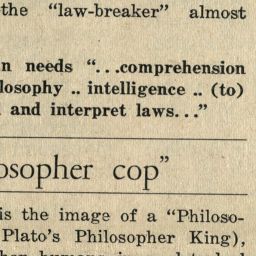 the “law-breaker” almost
n needs “...comprehension
losophy .. intelligence .. (to)
and interpret laws...”
osopher cop”
is the image of a “Philoso-
Plato’s Philosopher King),